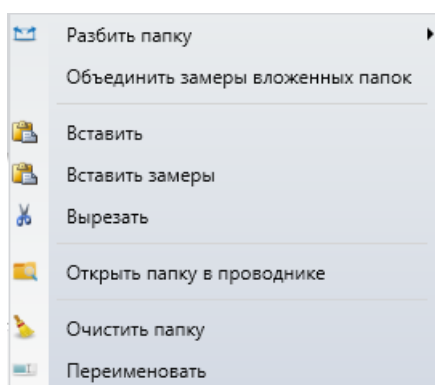 Разбить папку
Объединить замеры вложенных папок
Вставить
Вставить замеры
Вырезать
Открыть папку в проводнике
Очистить папку
Переименовать